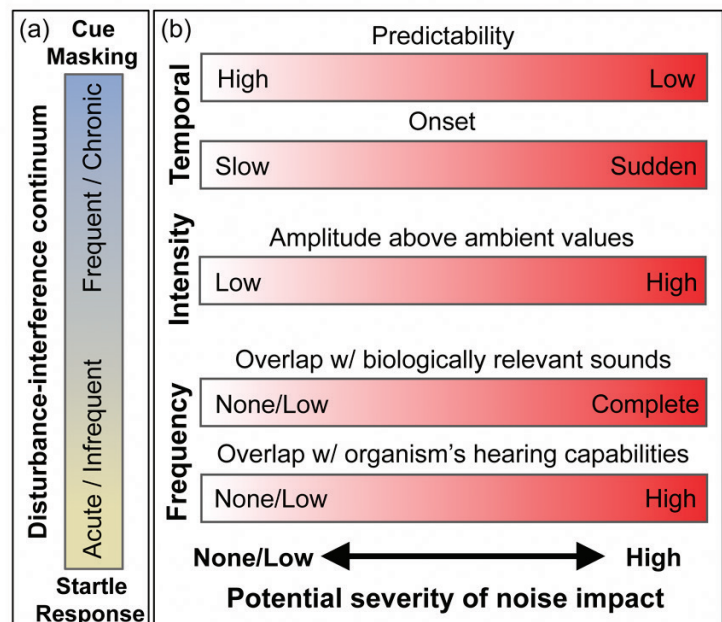 (a)
Cue
Masking
Disturbance-interference continuum
Acute / Infrequent
Frequent / Chronic
Startle
Response
(b)
Temporal
Predictability
High Low
Onset
Slow Sudden
Intensity
Amplitude above ambient values
Low High
Frequency
Overlap w/ biologically relevant sounds
None/Low Complete
Overlap w/ organism's hearing capabilities
None/Low High
None/Low High
Potential severity of noise impact